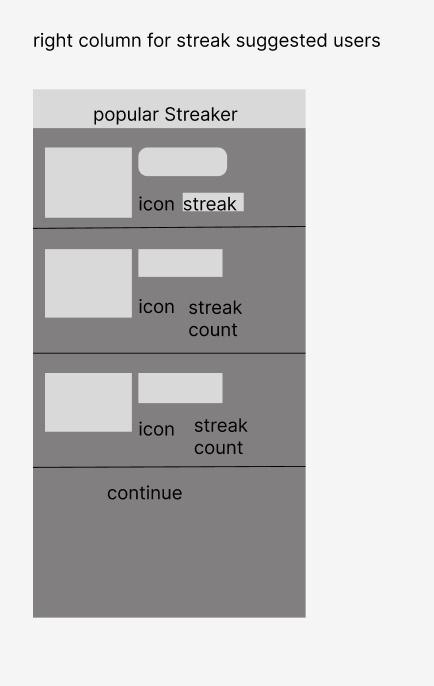 right column for streak suggested users
popular Streaker
icon streak
icon streak
count
icon streak
count
continue